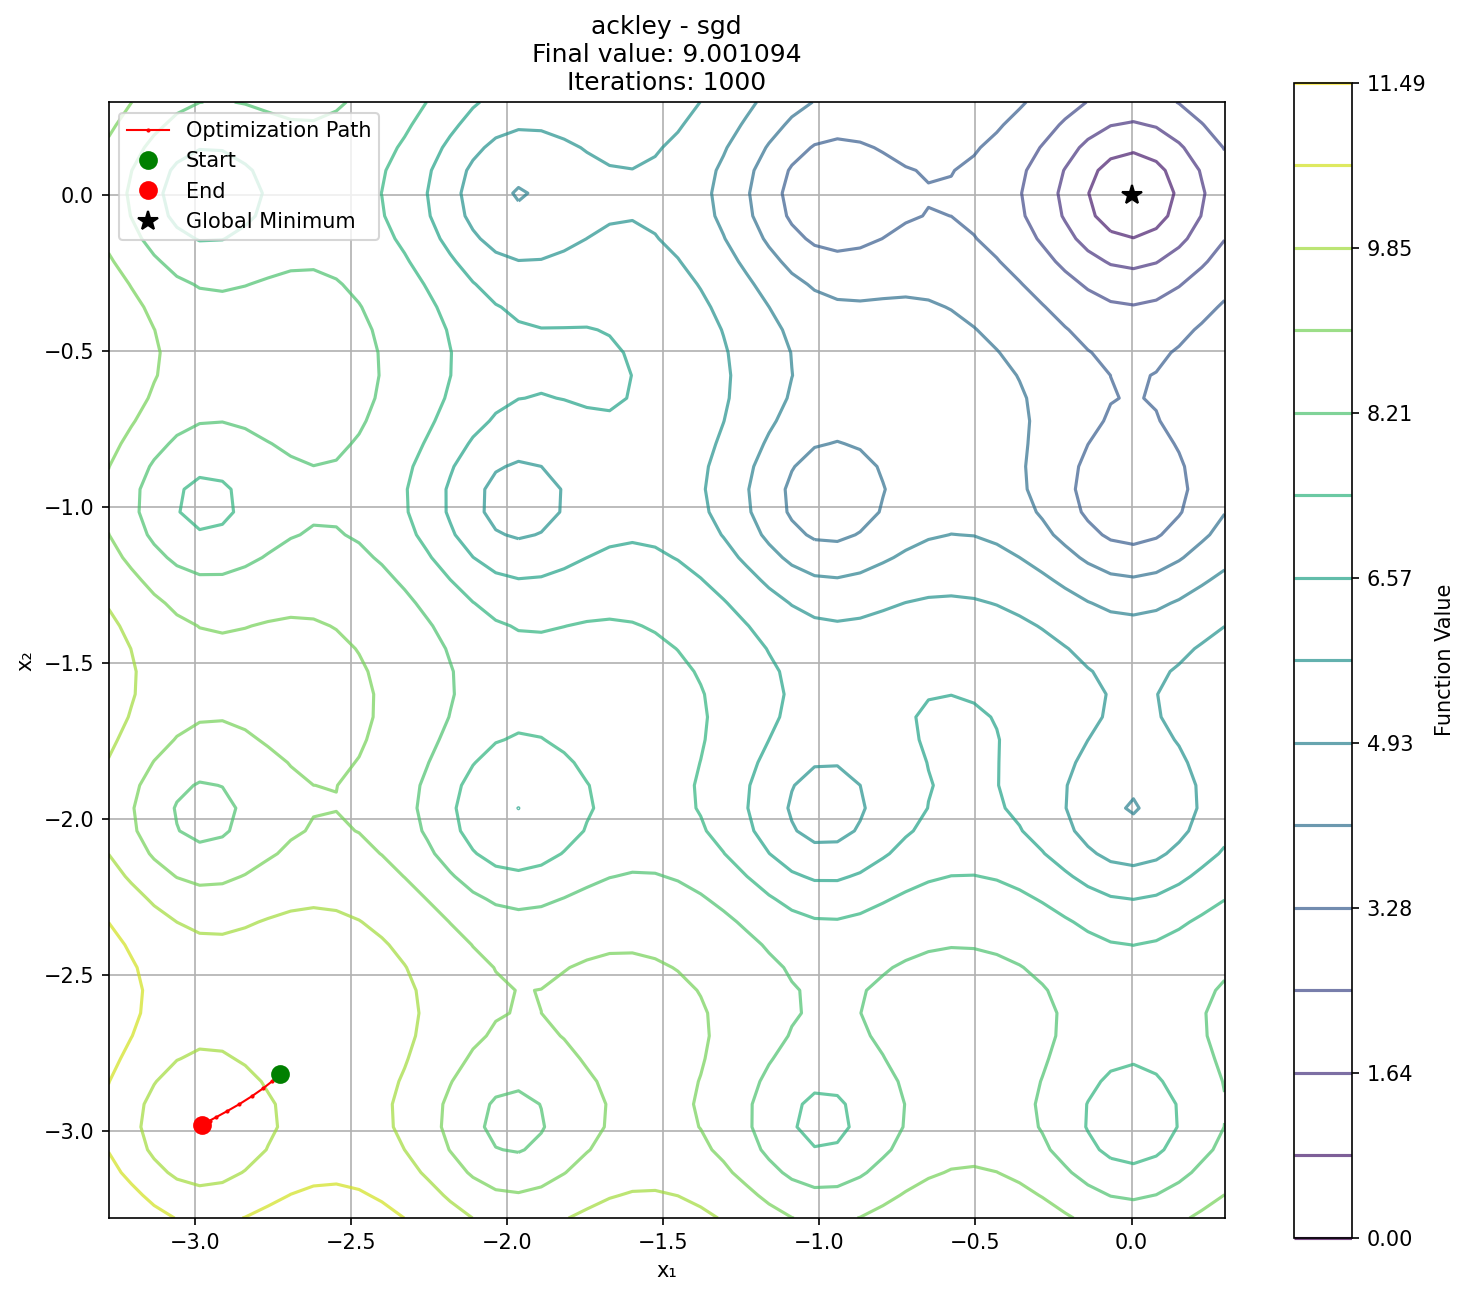 ackley - sgd
Final value: 9.001094
Iterations: 1000
Optimization Path
Start
End
Global Minimum
0.0
−0.5
−1.0
−1.5
−2.0
−2.5
−3.0
x₂
−3.0 −2.5 −2.0 −1.5 −1.0 −0.5 0.0
x₁
11.49
9.85
8.21
6.57
4.93
3.28
1.64
0.00
Function Value